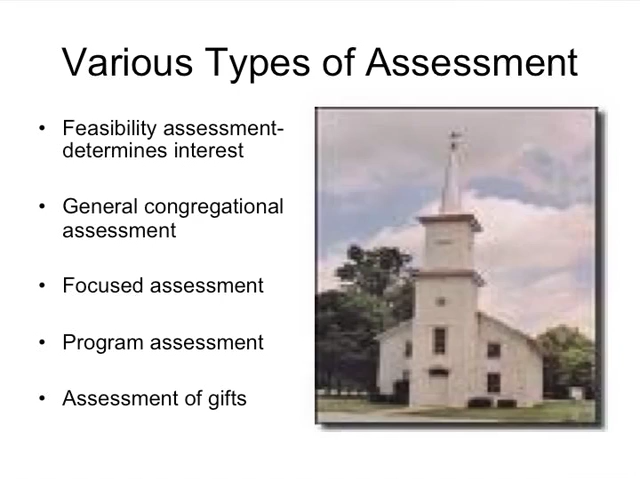 Various Types of Assessment
• Feasibility assessment-
determines interest
• General congregational
assessment
• Focused assessment
• Program assessment
• Assessment of gifts